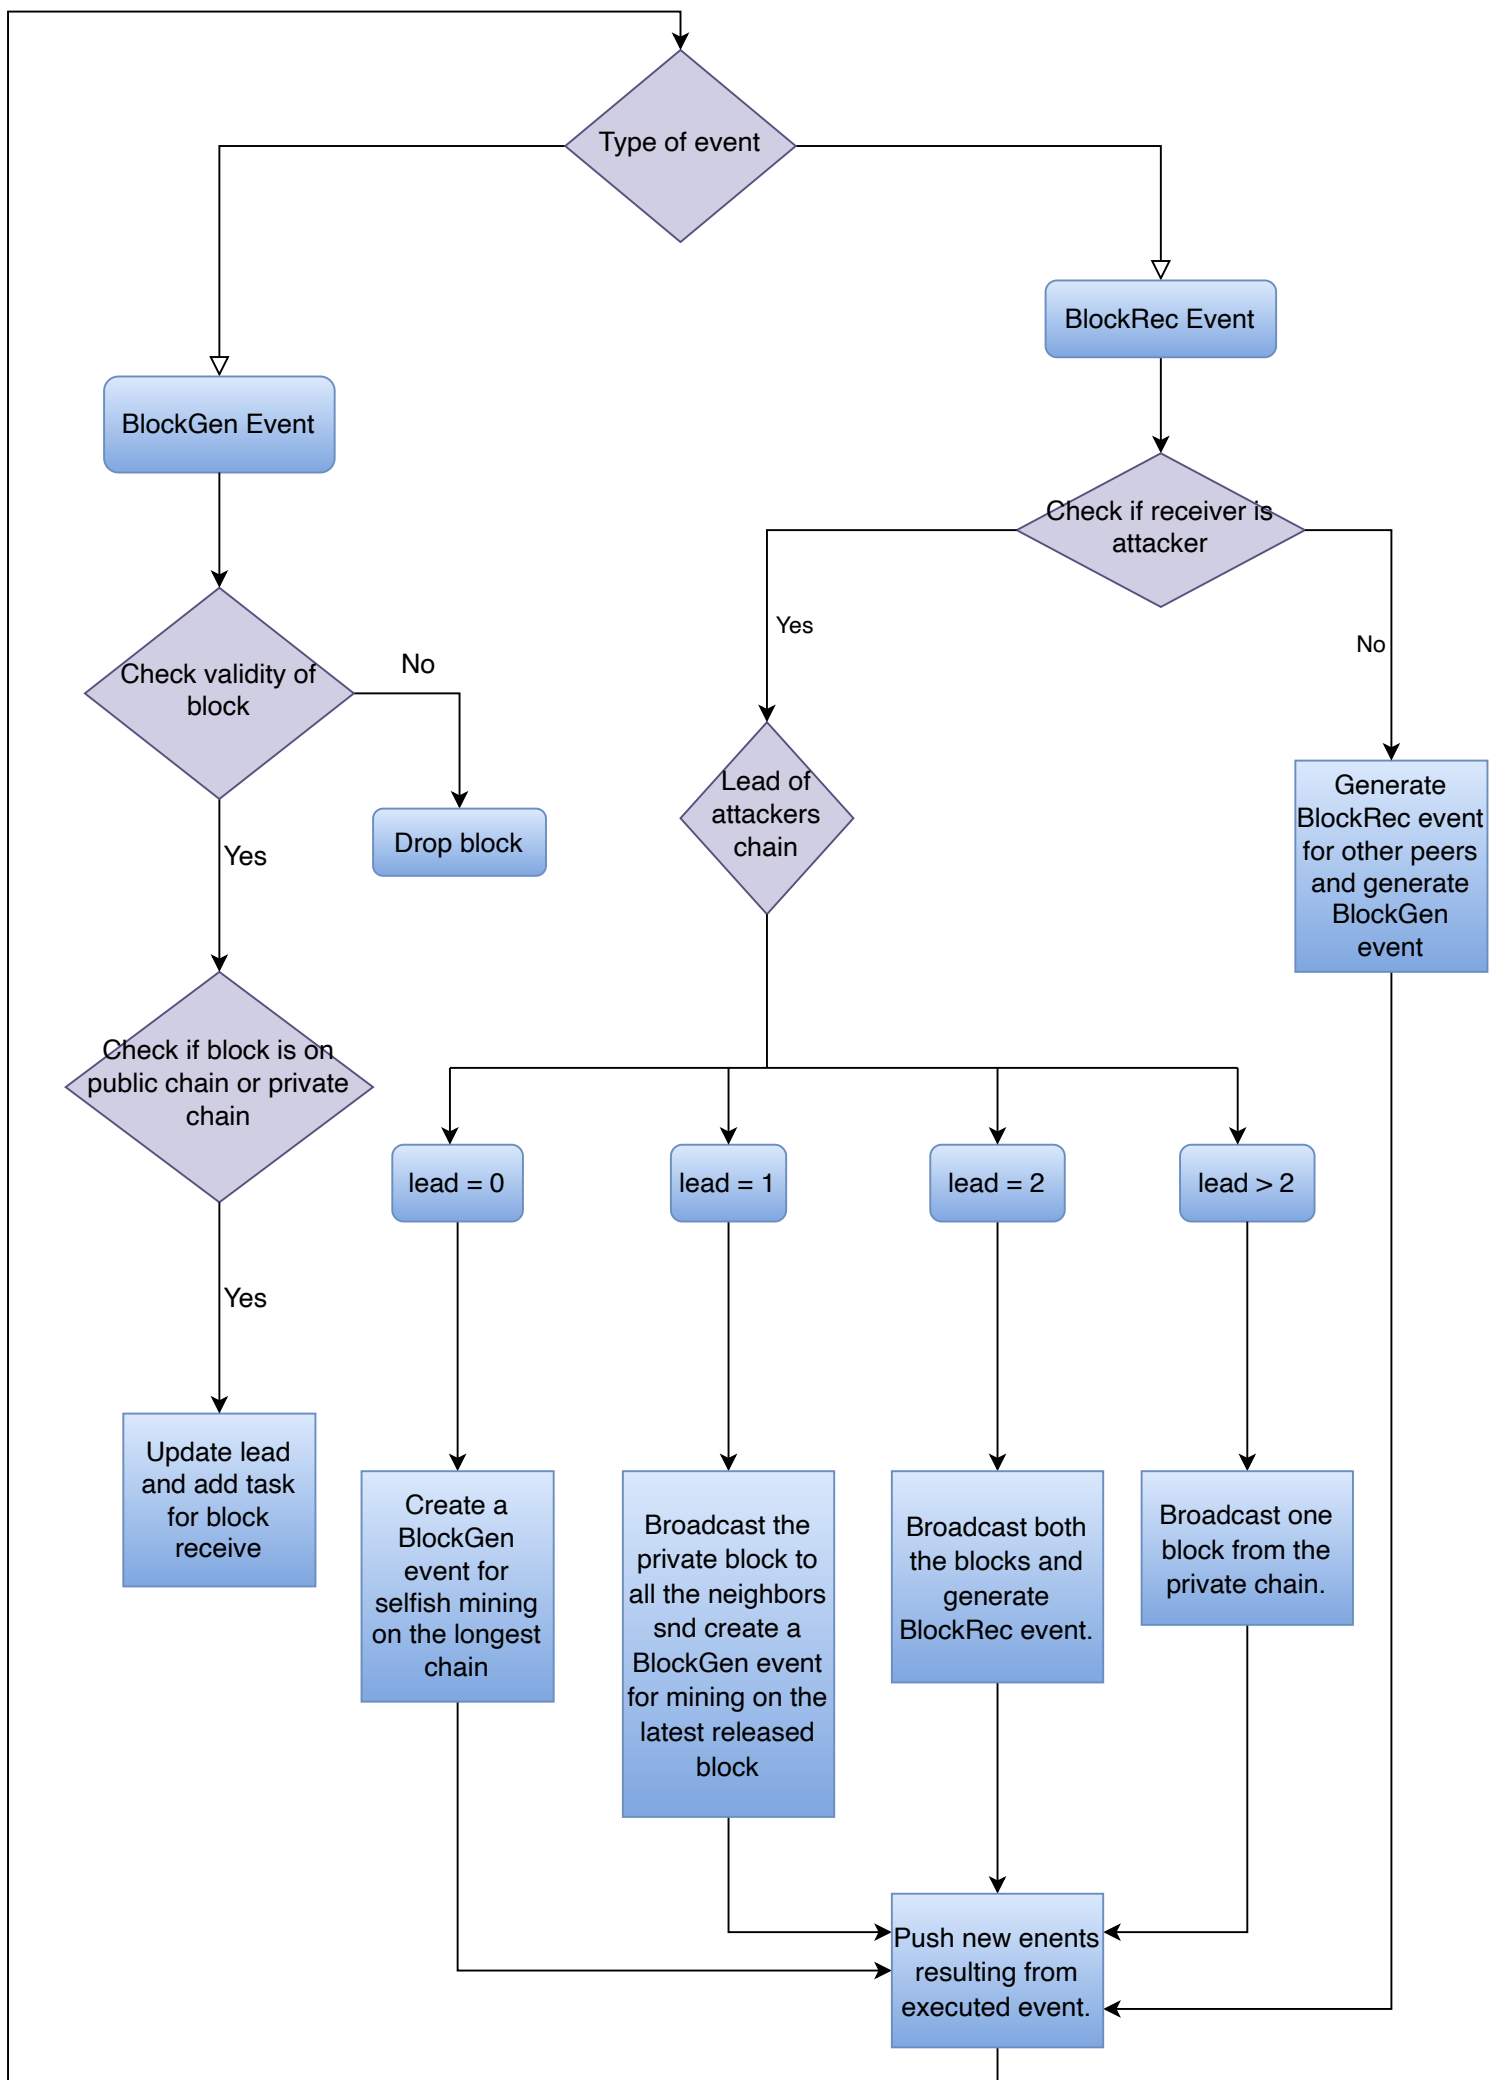 Type of event
BlockRec Event
BlockGen Event
Check if receiver is
attacker
Yes
No
Check validity of
block
No
Lead of
attackers
chain
Generate
BlockRec event
for other peers
and generate
BlockGen
event
Drop block
Yes
Check if block is on
public chain or private
chain
lead = 0
lead = 1
lead = 2
lead > 2
Yes
Update lead
and add task
for block
receive
Create a
BlockGen
event for
selfish mining
on the longest
chain
Broadcast the
private block to
all the neighbors
snd create a
BlockGen event
for mining on the
latest released
block
Broadcast both
the blocks and
generate
BlockRec event.
Broadcast one
block from the
private chain.
Push new enents
resulting from
executed event.